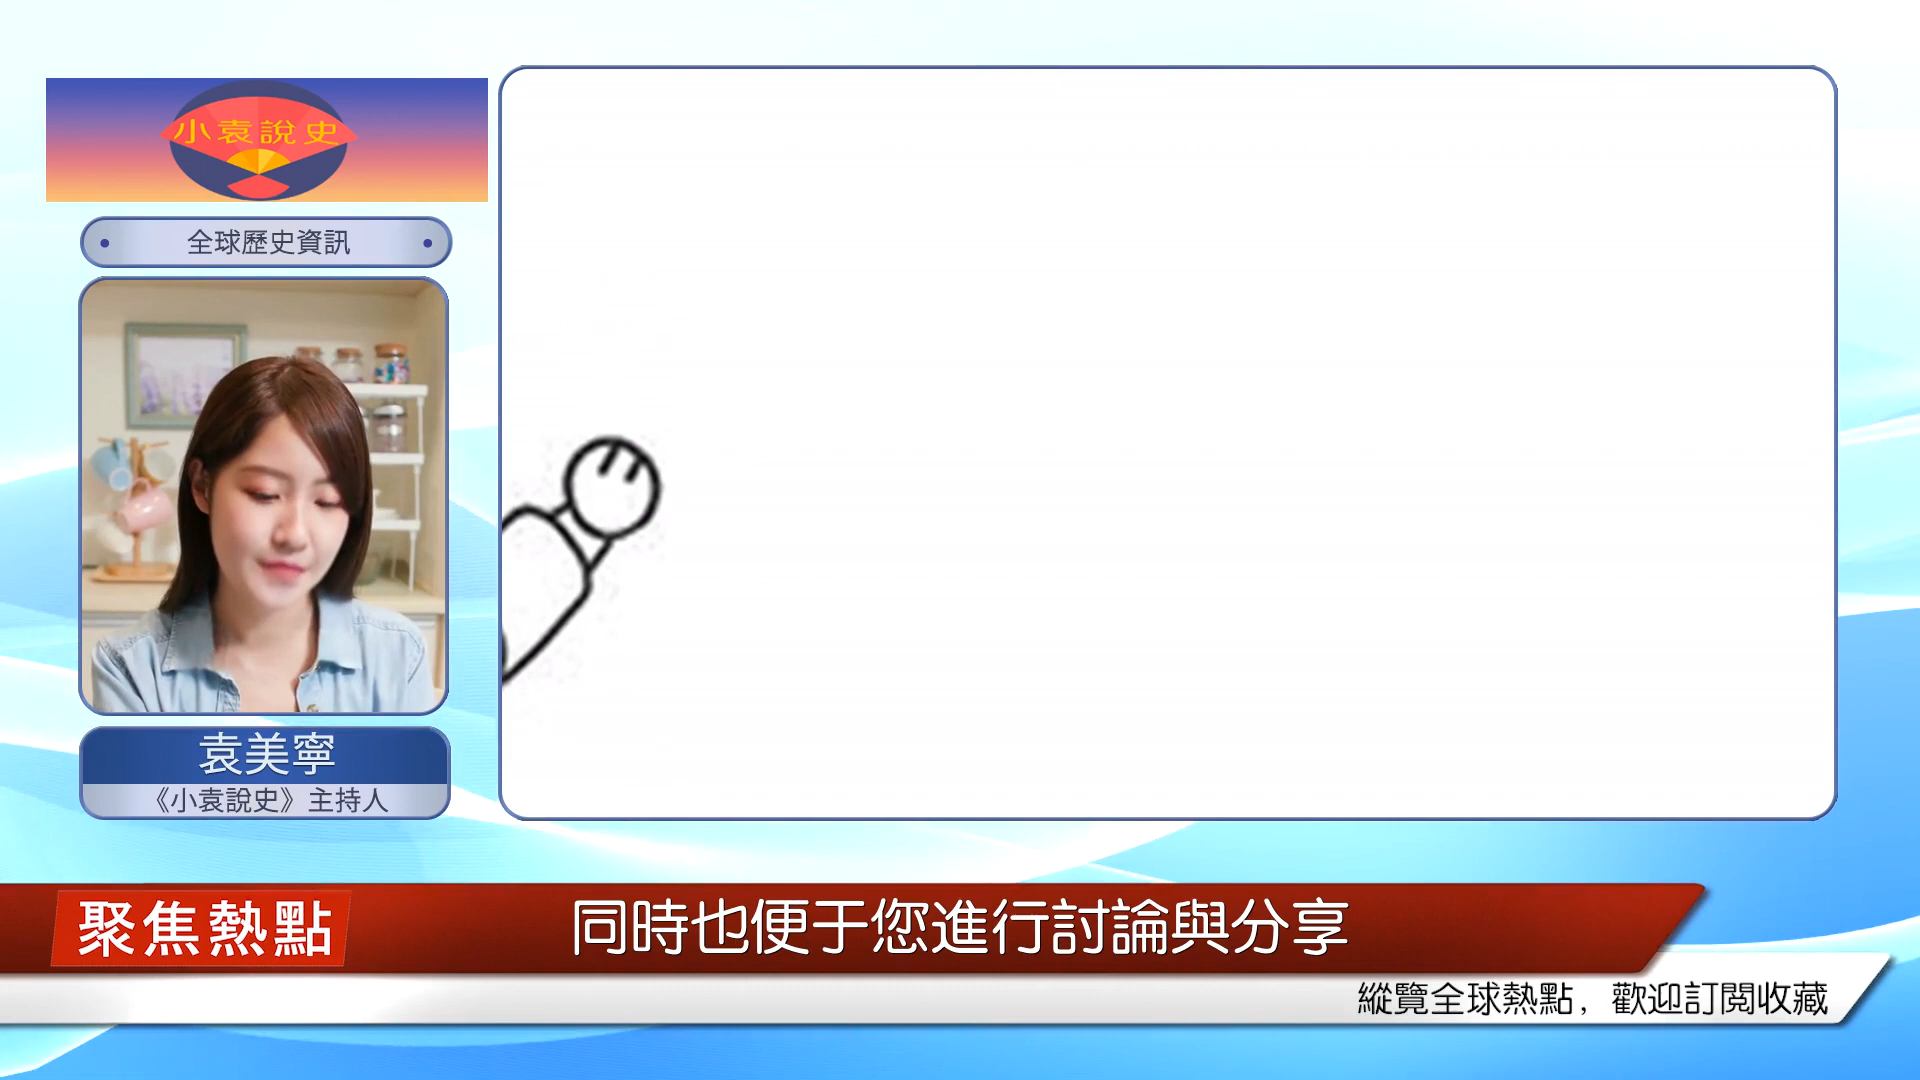 小袁說史
全球歷史資訊
袁美寧
《小袁說史》主持人
聚焦熱點
同時也便于您進行討論與分享
縱覽全球熱點，歡迎訂閱收藏